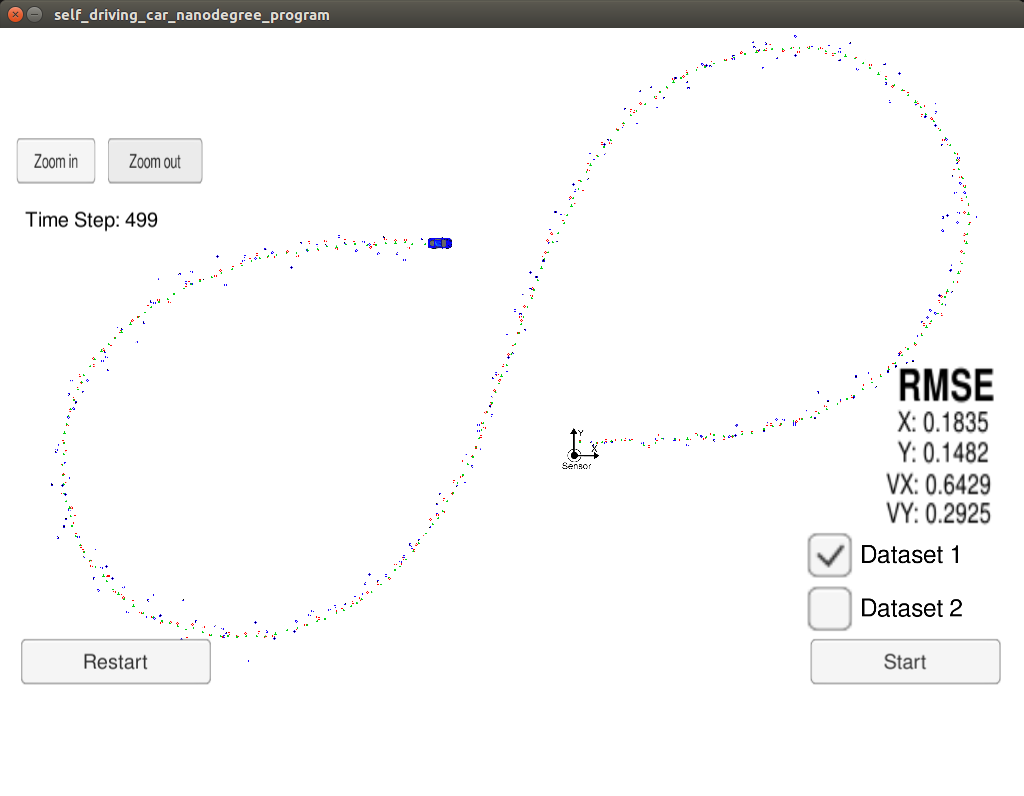 self_driving_car_nanodegree_program
Zoom in
Zoom out
Time Step: 499
Y
X
Sensor
RMSE
X: 0.1835
Y: 0.1482
VX: 0.6429
VY: 0.2925
Dataset 1
Dataset 2
Restart
Start